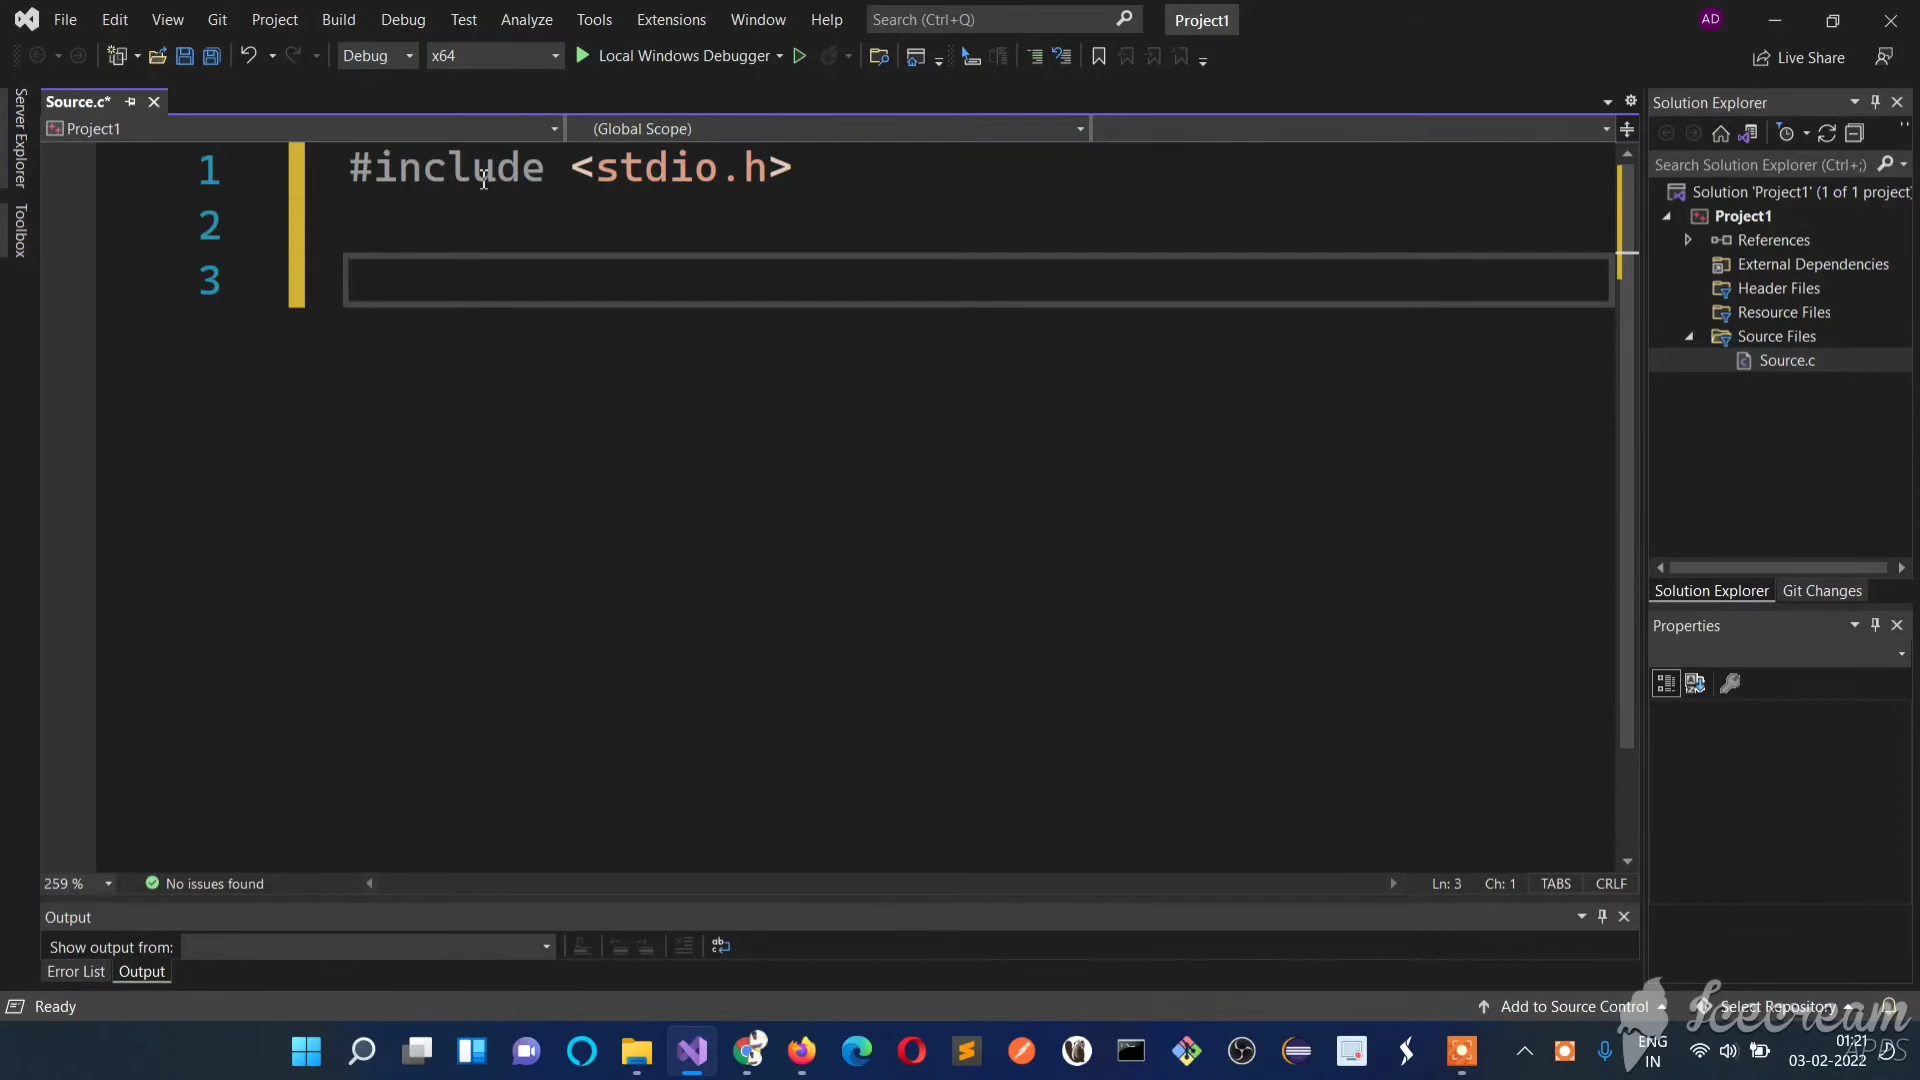 File Edit View Git Project Build Debug Test Analyze Tools Extensions Window Help Search (Ctrl+Q) Project1 AD
Debug x64 Local Windows Debugger Live Share
Server Explorer
Toolbox
Source.c*
Project1 (Global Scope)
1 #include <stdio.h>
2
3
259 % No issues found Ln: 3 Ch: 1 TABS CRLF
Output
Show output from:
Error List Output
Solution Explorer
Search Solution Explorer (Ctrl+;)
Solution 'Project1' (1 of 1 project
Project1
References
External Dependencies
Header Files
Resource Files
Source Files
Source.c
Solution Explorer Git Changes
Properties
Ready Add to Source Control Select Repository
Icecream
APPS
ENG
IN
01:21
03-02-2022